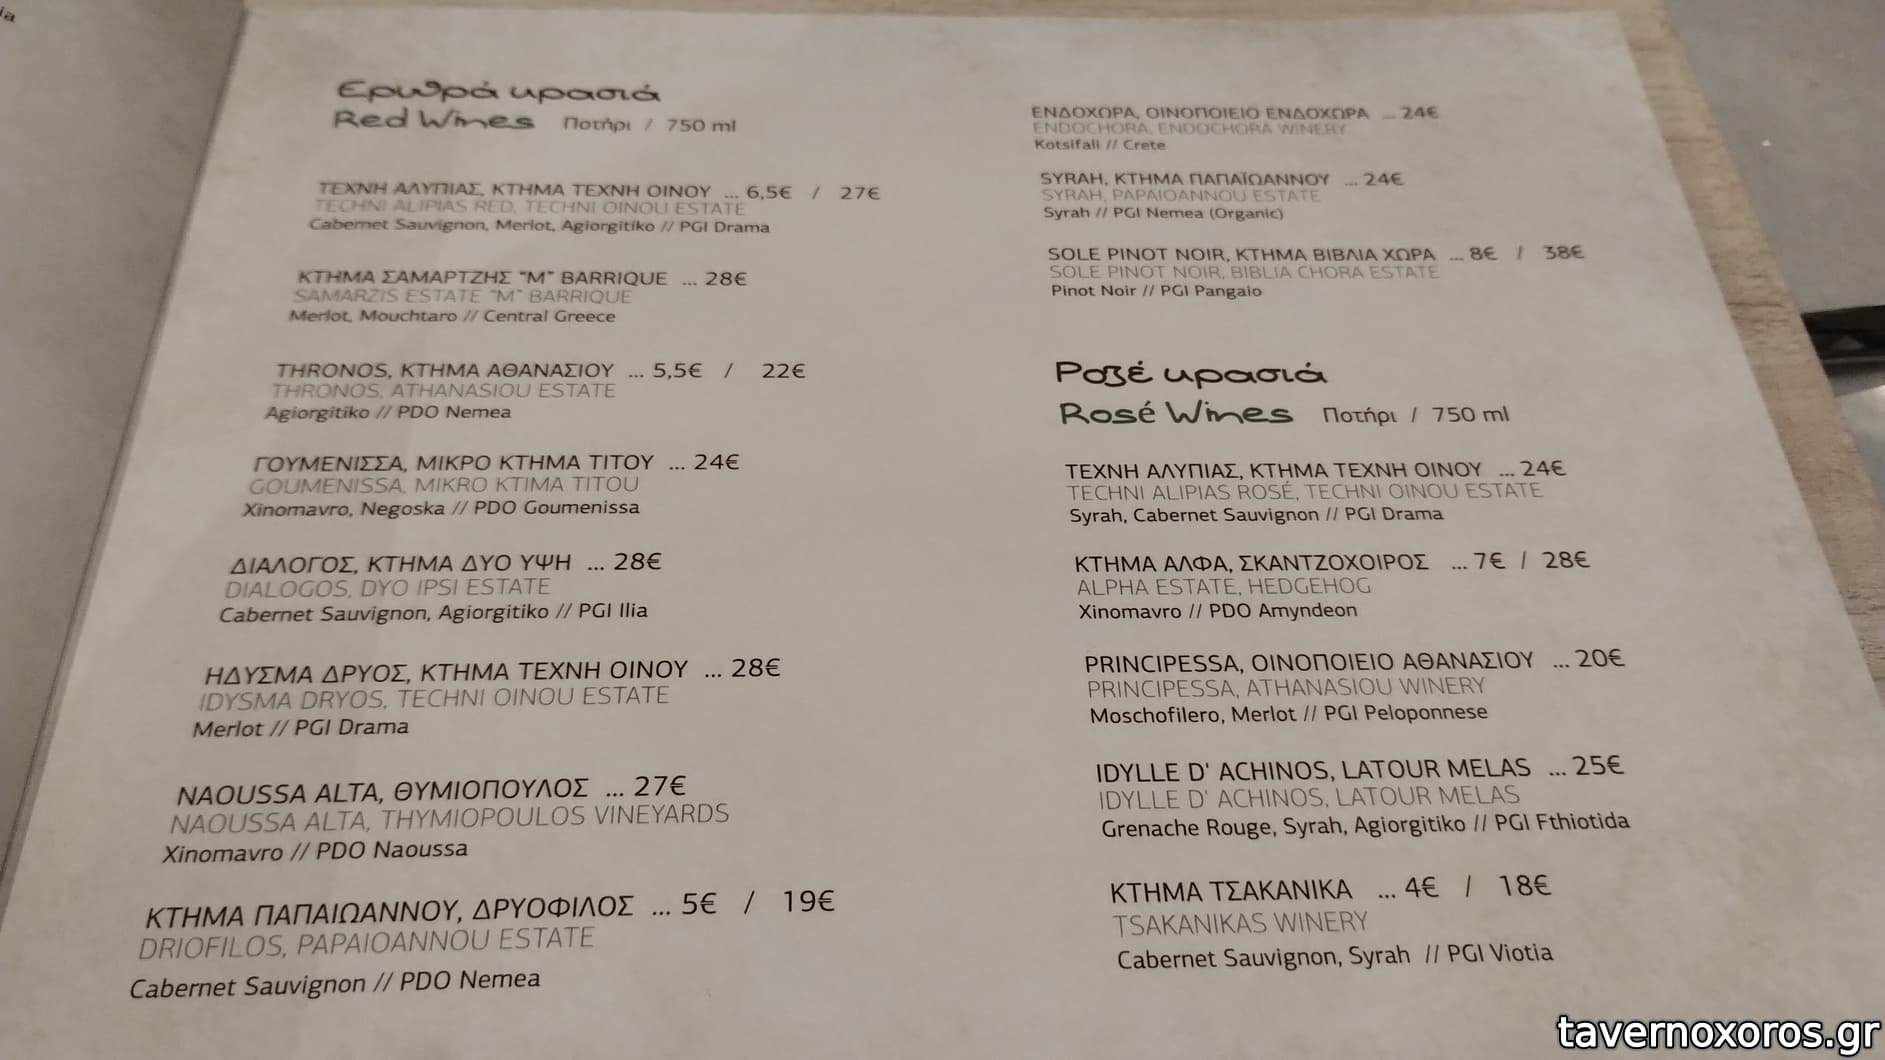 Ερυθρά κρασιά
Red Wines Ποτήρι / 750 ml
ΤΕΧΝΗ ΑΛΥΠΙΑΣ, ΚΤΗΜΑ ΤΕΧΝΗ ΟΙΝΟΥ ... 6,5€ / 27€
TECHNI ALIPIAS RED, TECHNI OINOU ESTATE
Cabernet Sauvignon, Merlot, Agiorgitiko // PGI Drama
ΚΤΗΜΑ ΣΑΜΑΡΤΖΗΣ "Μ" BARRIQUE ... 28€
SAMARZIS ESTATE "M" BARRIQUE
Merlot, Mouchtaro // Central Greece
THRONOS, ΚΤΗΜΑ ΑΘΑΝΑΣΙΟΥ ... 5,5€ / 22€
THRONOS, ATHANASIOU ESTATE
Agiorgitiko // PDO Nemea
ΓΟΥΜΕΝΙΣΣΑ, ΜΙΚΡΟ ΚΤΗΜΑ ΤΙΤΟΥ ... 24€
GOUMENISSA, MIKRO KTIMA TITOU
Xinomavro, Negoska // PDO Goumenissa
ΔΙΑΛΟΓΟΣ, ΚΤΗΜΑ ΔΥΟ ΥΨΗ ... 28€
DIALOGOS, DYO IPSI ESTATE
Cabernet Sauvignon, Agiorgitiko // PGI Ilia
ΗΔΥΣΜΑ ΔΡΥΟΣ, ΚΤΗΜΑ ΤΕΧΝΗ ΟΙΝΟΥ ... 28€
IDYSMA DRYOS, TECHNI OINOU ESTATE
Merlot // PGI Drama
NAOUSSA ALTA, ΘΥΜΙΟΠΟΥΛΟΣ ... 27€
NAOUSSA ALTA, THYMIOPOULOS VINEYARDS
Xinomavro // PDO Naoussa
ΚΤΗΜΑ ΠΑΠΑΙΩΑΝΝΟΥ, ΔΡΥΟΦΙΛΟΣ ... 5€ / 19€
DRIOFILOS, PAPAIOANNOU ESTATE
Cabernet Sauvignon // PDO Nemea
ΕΝΔΟΧΩΡΑ, ΟΙΝΟΠΟΙΕΙΟ ΕΝΔΟΧΩΡΑ ... 24€
ENDOCHORA, ENDOCHORA WINERY
Kotsifali // Crete
SYRAH, ΚΤΗΜΑ ΠΑΠΑΪΩΑΝΝΟΥ ... 24€
SYRAH, PAPAIOANNOU ESTATE
Syrah // PGI Nemea (Organic)
SOLE PINOT NOIR, ΚΤΗΜΑ ΒΙΒΛΙΑ ΧΩΡΑ ... 8€ / 38€
SOLE PINOT NOIR, BIBLIA CHORA ESTATE
Pinot Noir // PGI Pangaio
Ροζέ κρασιά
Rosé Wines Ποτήρι / 750 ml
ΤΕΧΝΗ ΑΛΥΠΙΑΣ, ΚΤΗΜΑ ΤΕΧΝΗ ΟΙΝΟΥ ... 24€
TECHNI ALIPIAS ROSÉ, TECHNI OINOU ESTATE
Syrah, Cabernet Sauvignon // PGI Drama
ΚΤΗΜΑ ΑΛΦΑ, ΣΚΑΝΤΖΟΧΟΙΡΟΣ ... 7€ / 28€
ALPHA ESTATE, HEDGEHOG
Xinomavro // PDO Amyndeon
PRINCIPESSA, ΟΙΝΟΠΟΙΕΙΟ ΑΘΑΝΑΣΙΟΥ ... 20€
PRINCIPESSA, ATHANASIOU WINERY
Moschofilero, Merlot // PGI Peloponnese
IDYLLE D' ACHINOS, LATOUR MELAS ... 25€
IDYLLE D' ACHINOS, LATOUR MELAS
Grenache Rouge, Syrah, Agiorgitiko // PGI Fthiotida
ΚΤΗΜΑ ΤΣΑΚΑΝΙΚΑ ... 4€ / 18€
TSAKANIKAS WINERY
Cabernet Sauvignon, Syrah // PGI Viotia
tavernoxoros.gr